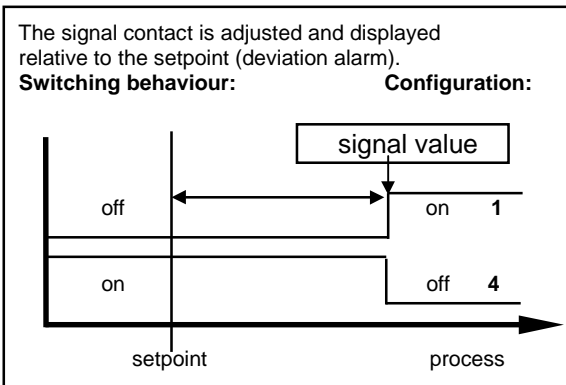 The signal contact is adjusted and displayed
relative to the setpoint (deviation alarm).
Switching behaviour: Configuration:
signal value
off on 1
on off 4
setpoint process